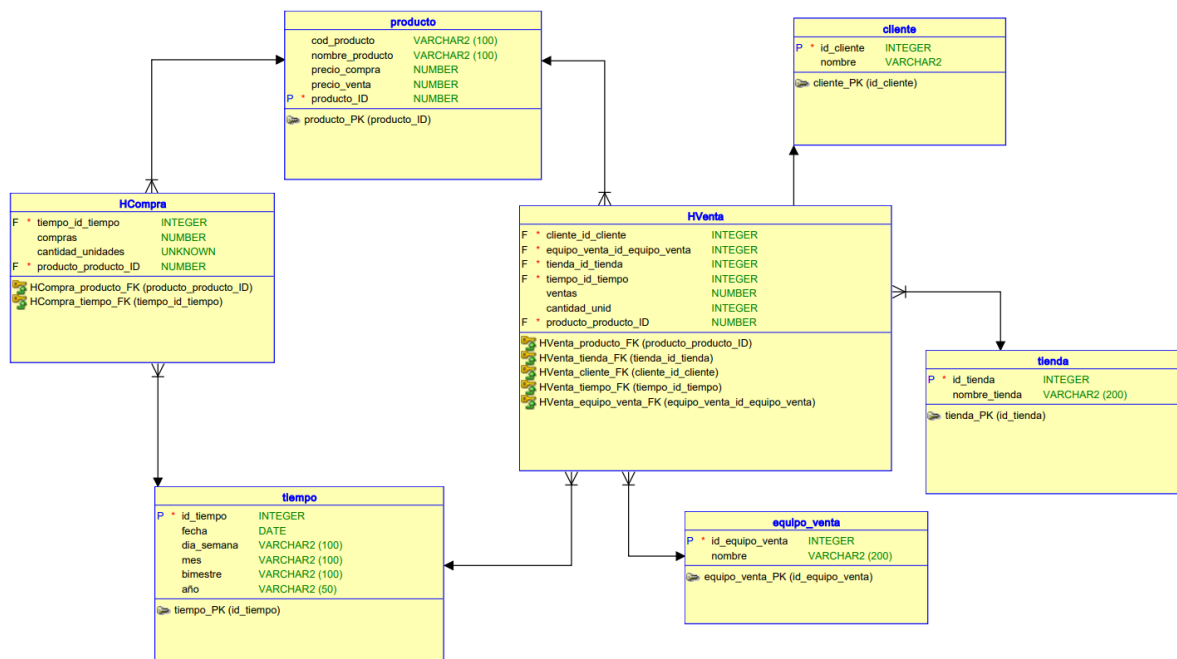 producto
cod_producto VARCHAR2 (100)
nombre_producto VARCHAR2 (100)
precio_compra NUMBER
precio_venta NUMBER
P * producto_ID NUMBER
producto_PK (producto_ID)
cliente
P * id_cliente INTEGER
nombre VARCHAR2
cliente_PK (id_cliente)
HCompra
F * tiempo_id_tiempo INTEGER
compras NUMBER
cantidad_unidades UNKNOWN
F * producto_producto_ID NUMBER
HCompra_producto_FK (producto_producto_ID)
HCompra_tiempo_FK (tiempo_id_tiempo)
HVenta
F * cliente_id_cliente INTEGER
F * equipo_venta_id_equipo_venta INTEGER
F * tienda_id_tienda INTEGER
F * tiempo_id_tiempo INTEGER
ventas NUMBER
cantidad_unid INTEGER
F * producto_producto_ID NUMBER
HVenta_producto_FK (producto_producto_ID)
HVenta_tienda_FK (tienda_id_tienda)
HVenta_cliente_FK (cliente_id_cliente)
HVenta_tiempo_FK (tiempo_id_tiempo)
HVenta_equipo_venta_FK (equipo_venta_id_equipo_venta)
tienda
P * id_tienda INTEGER
nombre_tienda VARCHAR2 (200)
tienda_PK (id_tienda)
tiempo
P * id_tiempo INTEGER
fecha DATE
dia_semana VARCHAR2 (100)
mes VARCHAR2 (100)
bimestre VARCHAR2 (100)
año VARCHAR2 (50)
tiempo_PK (id_tiempo)
equipo_venta
P * id_equipo_venta INTEGER
nombre VARCHAR2 (200)
equipo_venta_PK (id_equipo_venta)